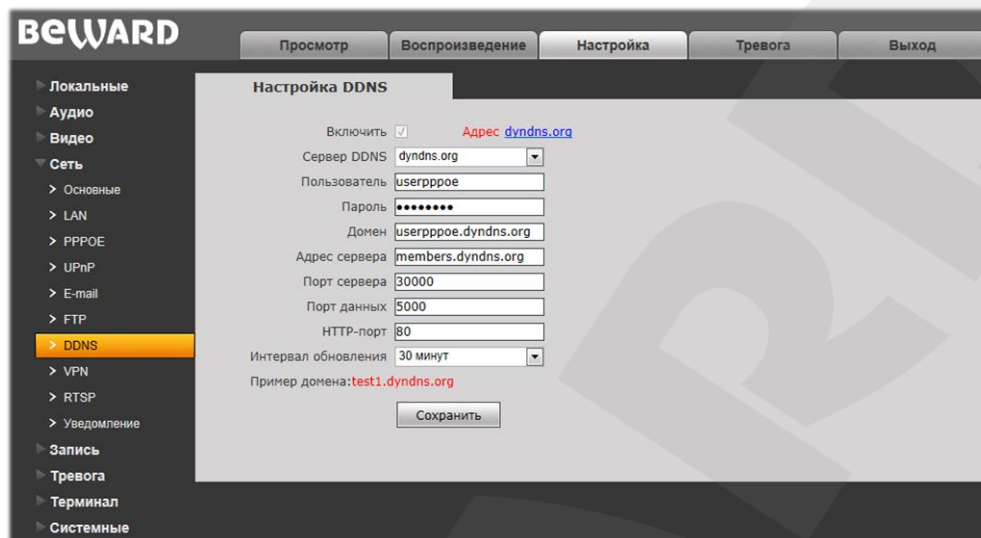 BEWARD
Просмотр
Воспроизведение
Настройка
Тревога
Выход
Локальные
Аудио
Видео
Сеть
> Основные
> LAN
> PPPOE
> UPnP
> E-mail
> FTP
> DDNS
> VPN
> RTSP
> Уведомление
Запись
Тревога
Терминал
Системные
Настройка DDNS
Включить Адрес dyndns.org
Сервер DDNS dyndns.org
Пользователь userpppoe
Пароль ••••••••
Домен userpppoe.dyndns.org
Адрес сервера members.dyndns.org
Порт сервера 30000
Порт данных 5000
HTTP-порт 80
Интервал обновления 30 минут
Пример домена:test1.dyndns.org
Сохранить